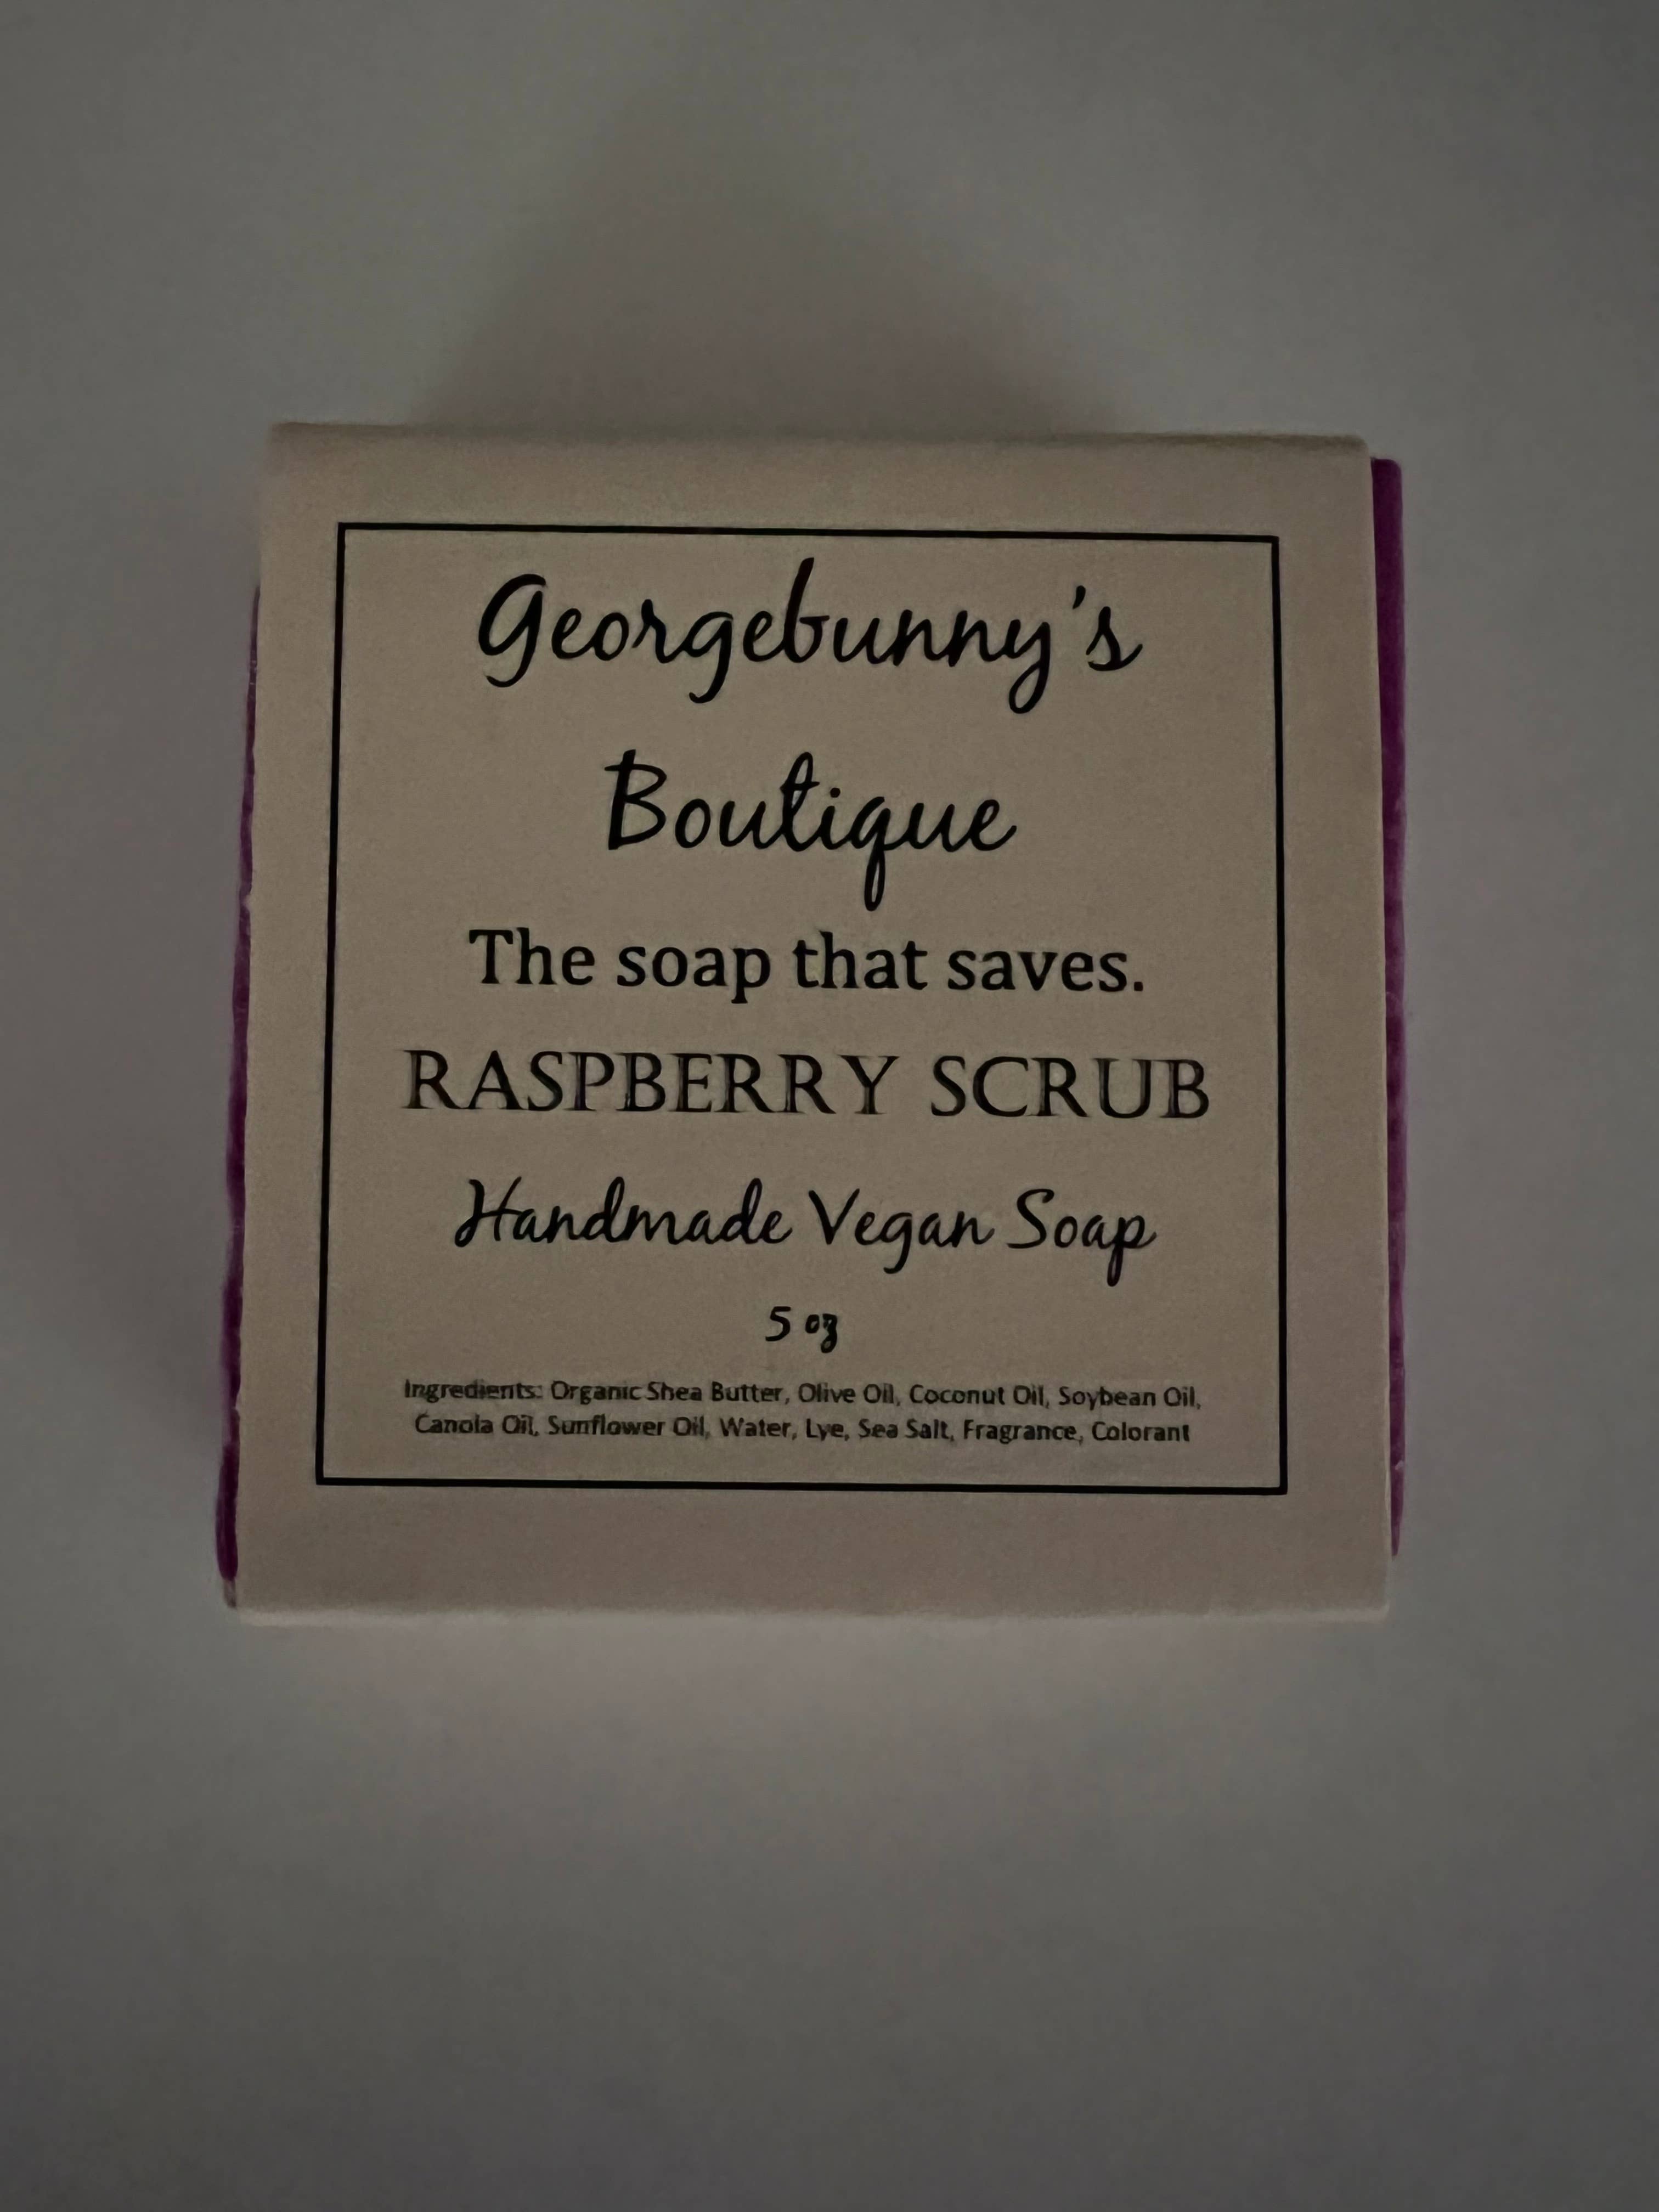 Georgebunny's
Boutique
The soap that saves.
RASPBERRY SCRUB
Handmade Vegan Soap
5 oz
Ingredients: Organic Shea Butter, Olive Oil, Coconut Oil, Soybean Oil,
Canola Oil, Sunflower Oil, Water, Lye, Sea Salt, Fragrance, Colorant